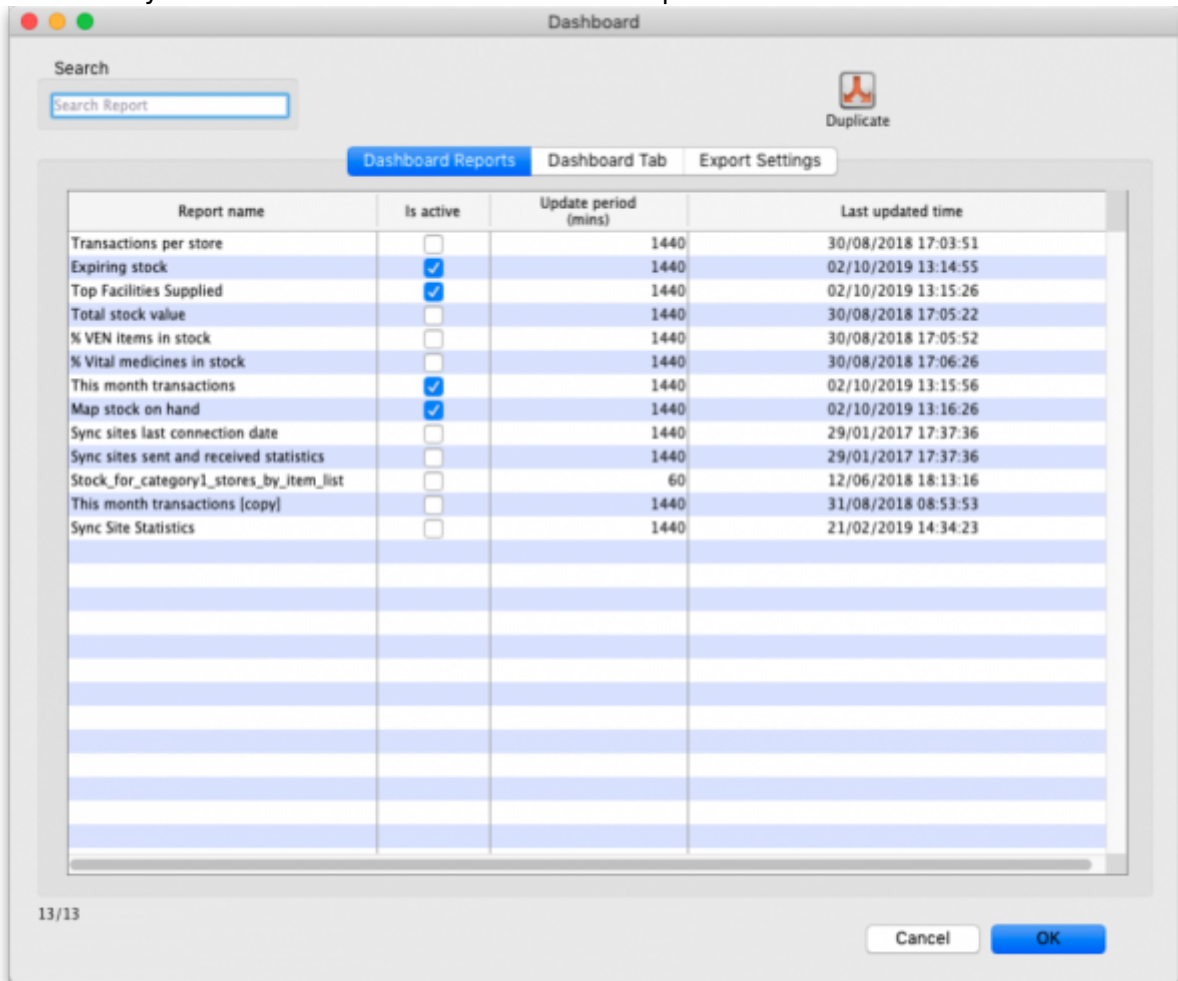 Dashboard
Search
Search Report
Duplicate
Dashboard Reports Dashboard Tab Export Settings
Report name Is active Update period (mins) Last updated time
Transactions per store 1440 30/08/2018 17:03:51
Expiring stock 1440 02/10/2019 13:14:55
Top Facilities Supplied 1440 02/10/2019 13:15:26
Total stock value 1440 30/08/2018 17:05:22
% VEN items in stock 1440 30/08/2018 17:05:52
% Vital medicines in stock 1440 30/08/2018 17:06:26
This month transactions 1440 02/10/2019 13:15:56
Map stock on hand 1440 02/10/2019 13:16:26
Sync sites last connection date 1440 29/01/2017 17:37:36
Sync sites sent and received statistics 1440 29/01/2017 17:37:36
Stock_for_category1_stores_by_item_list 60 12/06/2018 18:13:16
This month transactions [copy] 1440 31/08/2018 08:53:53
Sync Site Statistics 1440 21/02/2019 14:34:23
13/13
Cancel OK